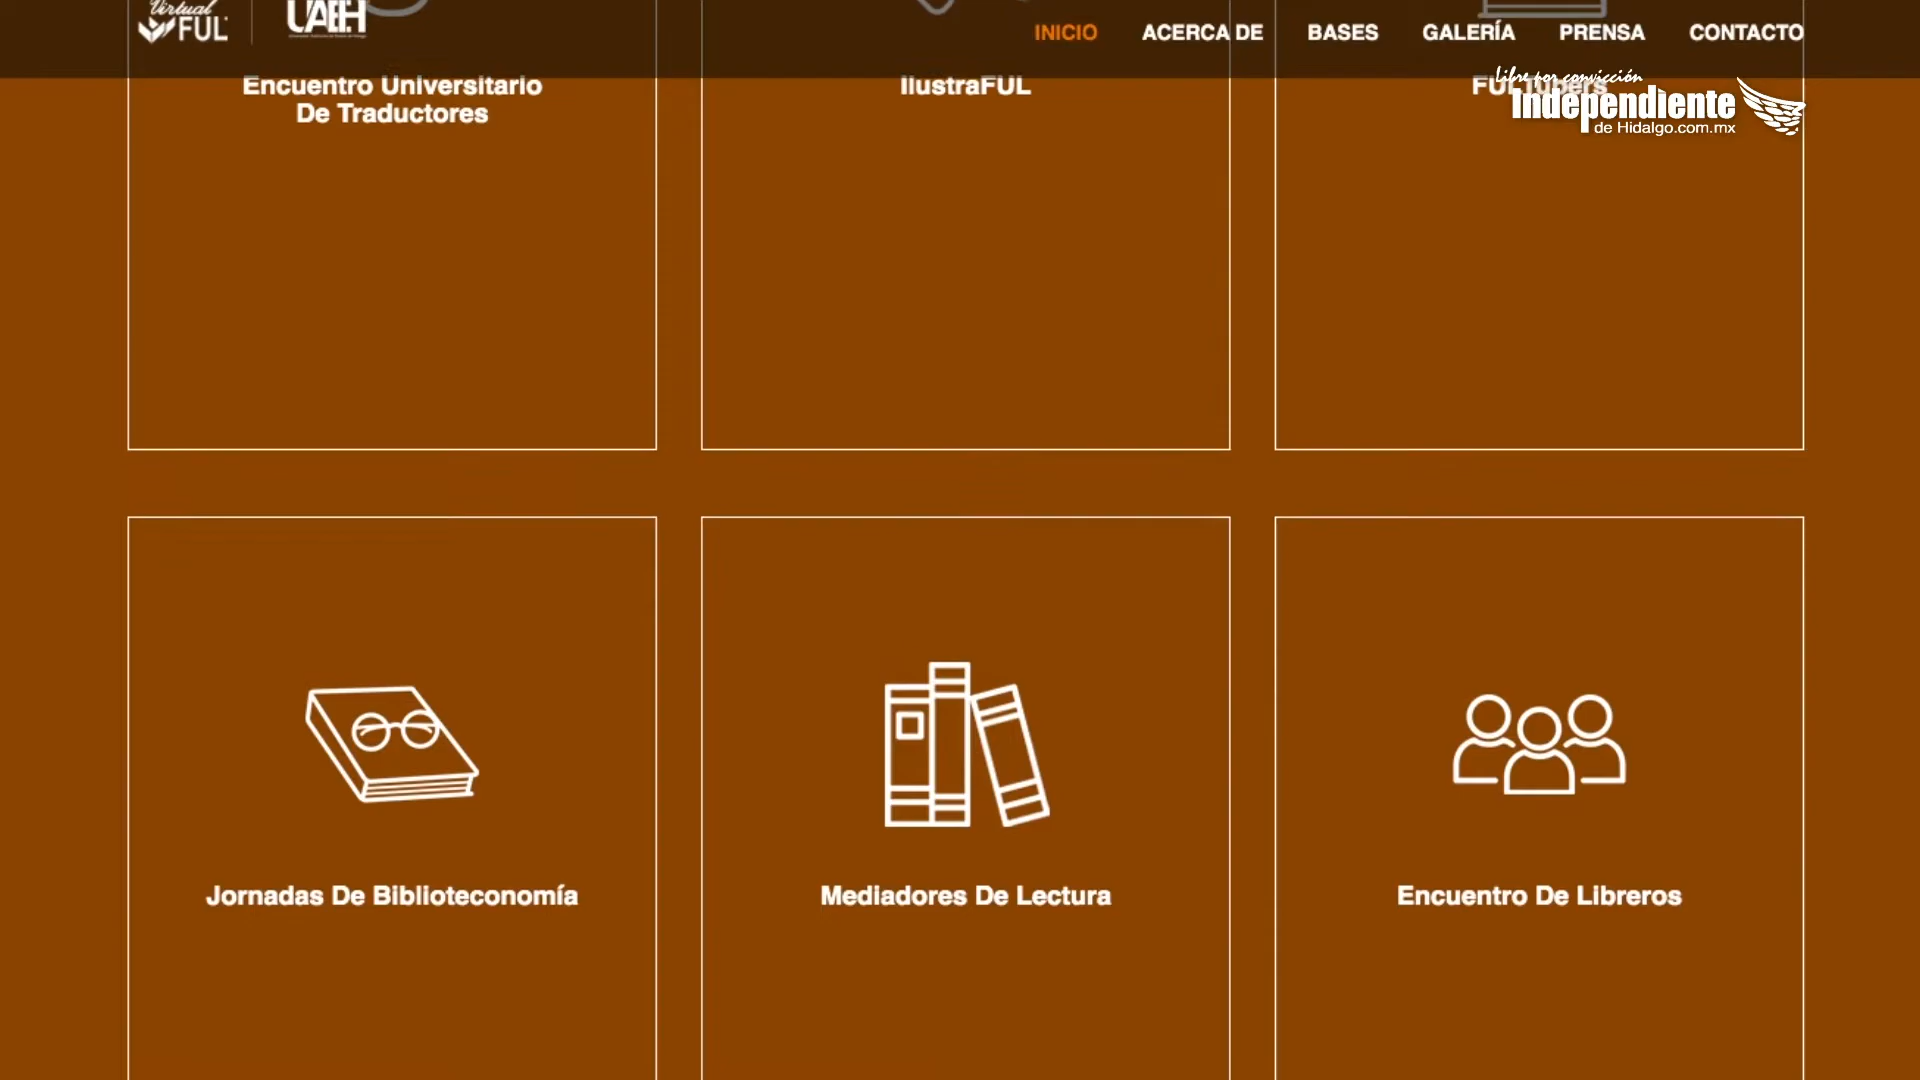 Virtual
FUL
UAEH
INICIO
ACERCA DE
BASES
GALERÍA
PRENSA
CONTACTO
Libre por convicción
Independiente
de Hidalgo.com.mx
Encuentro Universitario
De Traductores
IlustraFUL
FULTubers
Jornadas De Biblioteconomía
Mediadores De Lectura
Encuentro De Libreros